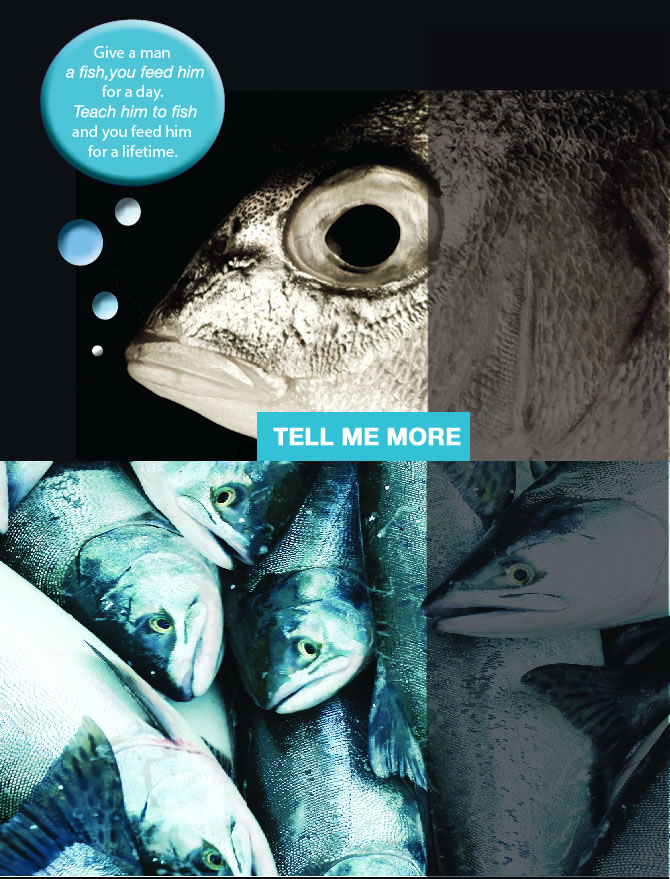 Give a man
a fish,you feed him
for a day.
Teach him to fish
and you feed him
for a lifetime.
TELL ME MORE